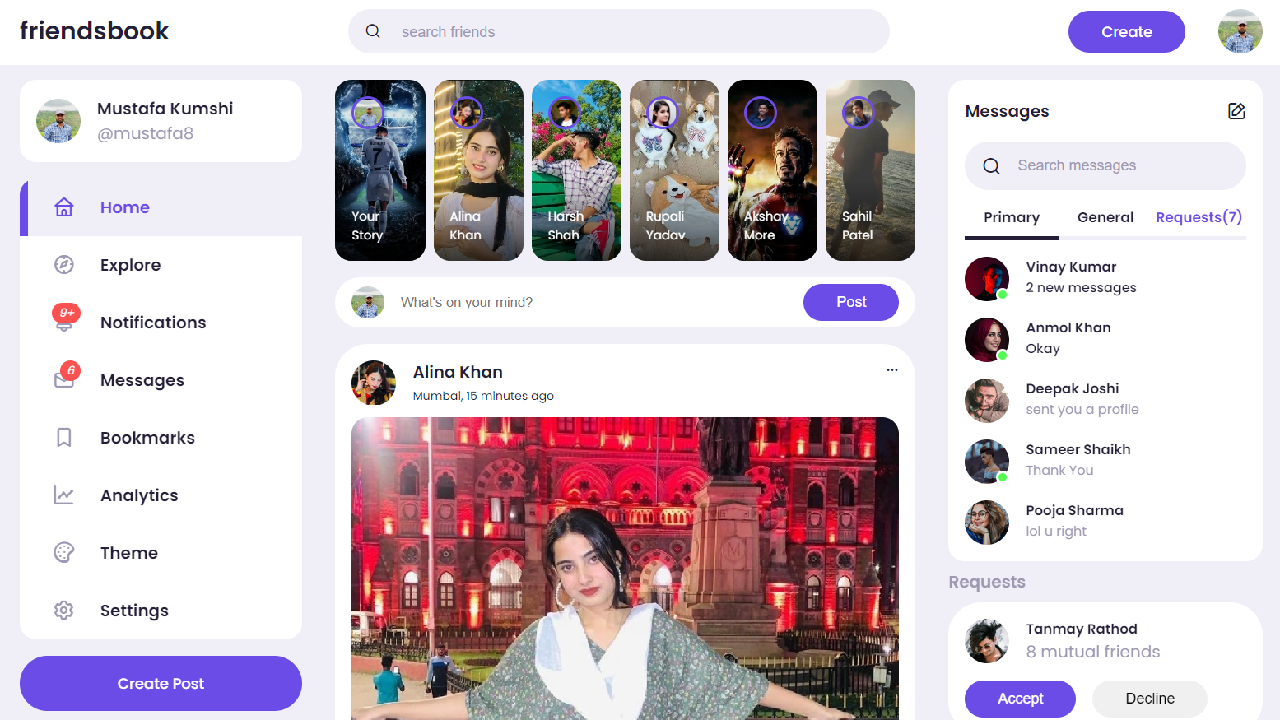 friendsbook
search friends
Create
Mustafa Kumshi
@mustafa8
Home
Explore
9+
Notifications
6
Messages
Bookmarks
Analytics
Theme
Settings
Create Post
7
Your
Story
Alina
Khan
Harsh
Shah
Rupali
Yadav
Akshay
More
Sahil
Patel
What's on your mind?
Post
Alina Khan
Mumbai, 15 minutes ago
M
Messages
Search messages
Primary
General
Requests(7)
Vinay Kumar
2 new messages
Anmol Khan
Okay
Deepak Joshi
sent you a profile
Sameer Shaikh
Thank You
Pooja Sharma
lol u right
Requests
Tanmay Rathod
8 mutual friends
Accept
Decline